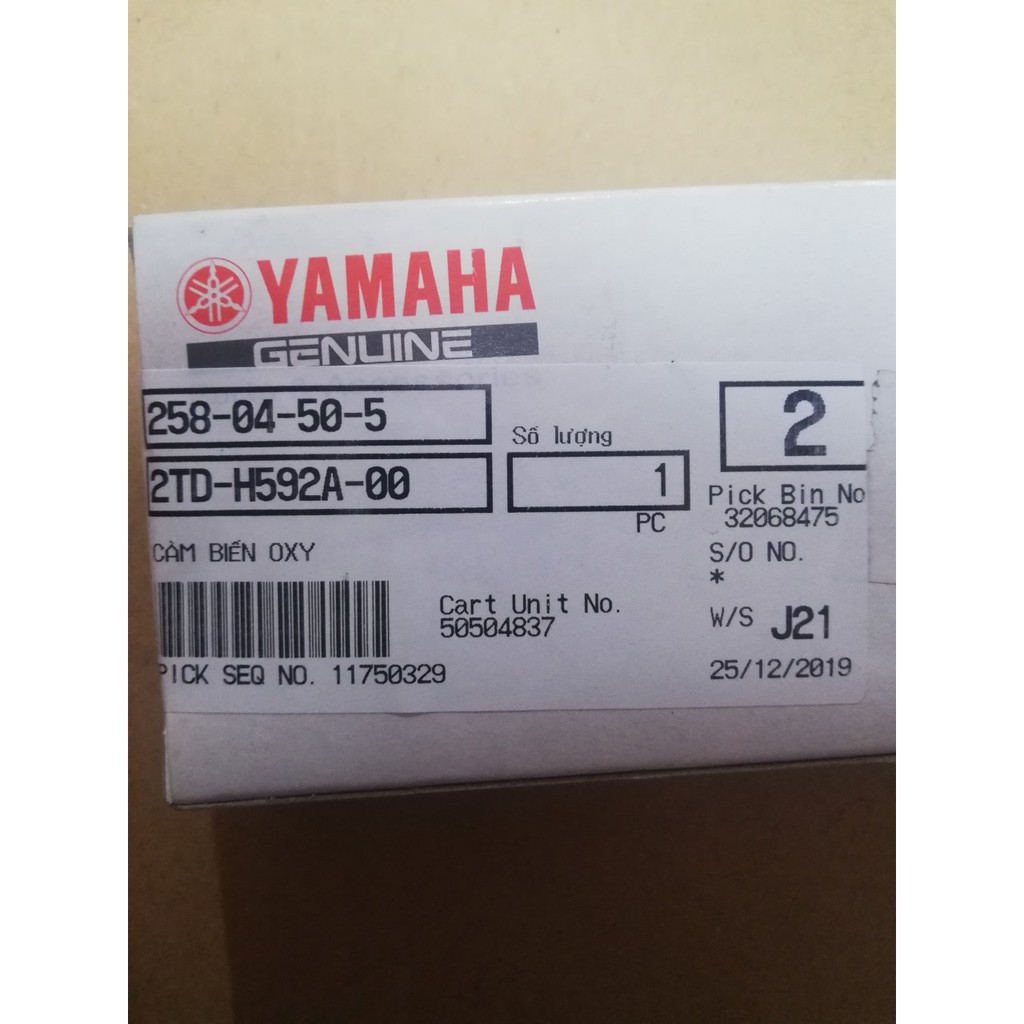 YAMAHA
GENUINE
258-04-50-5
2TD-H592A-00
Số lượng
1
PC
2
Pick Bin No
32068475
S/O NO.
*
CẢM BIẾN OXY
Cart Unit No.
50504837
W/S J21
PICK SEQ NO. 11750329
25/12/2019